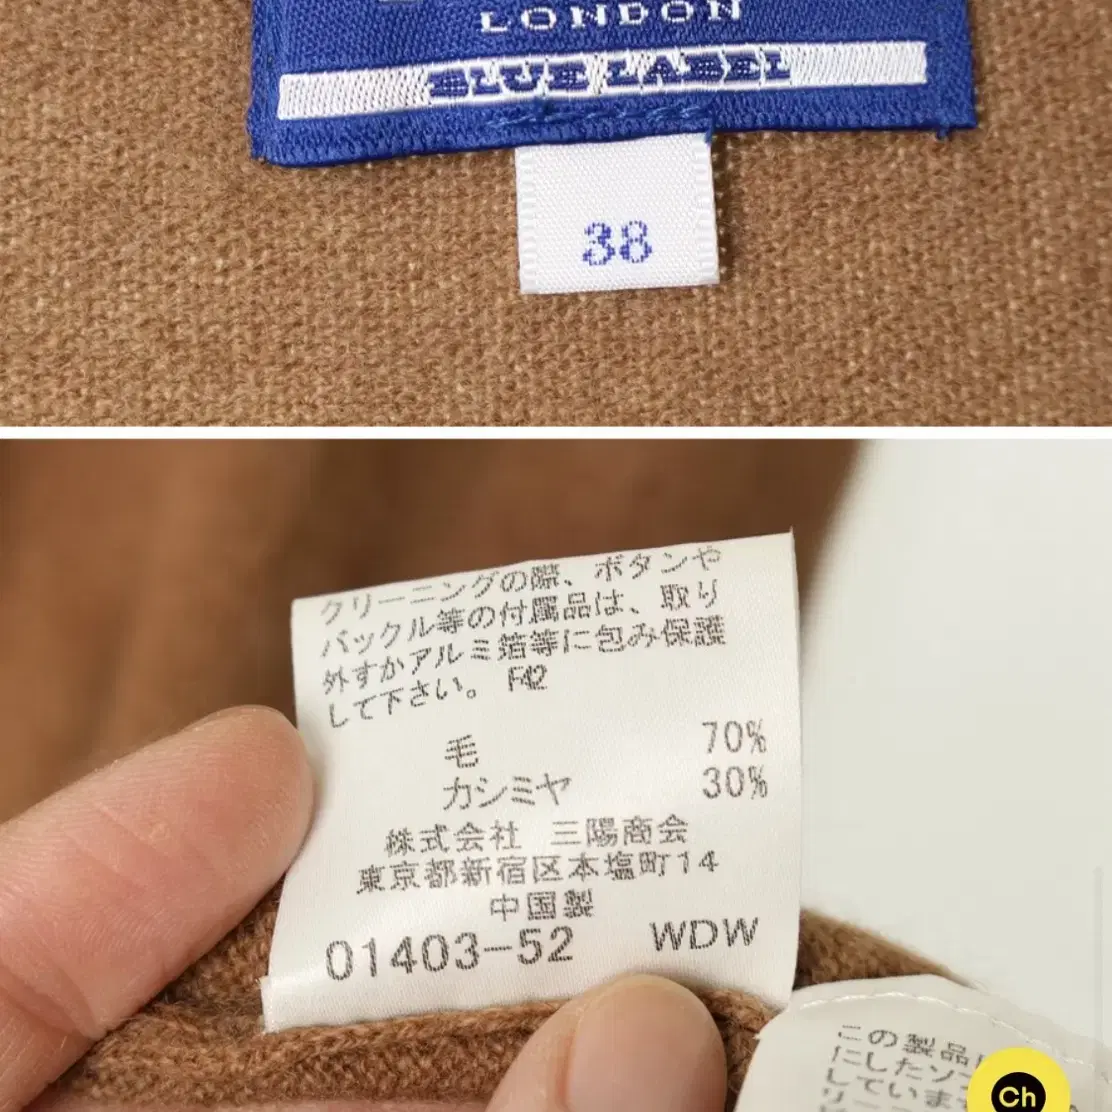 LONDON
BLUE LABEL
38
クリーニングの際、ボタンや
バックル等の付属品は、取り
外すかアルミ箔等に包み保護
して下さい。 F42
毛 70%
カシミヤ 30%
株式会社 三陽商会
東京都新宿区本塩町14
中国製
01403-52 WDW
この製品
にしたソ
しています
Ch